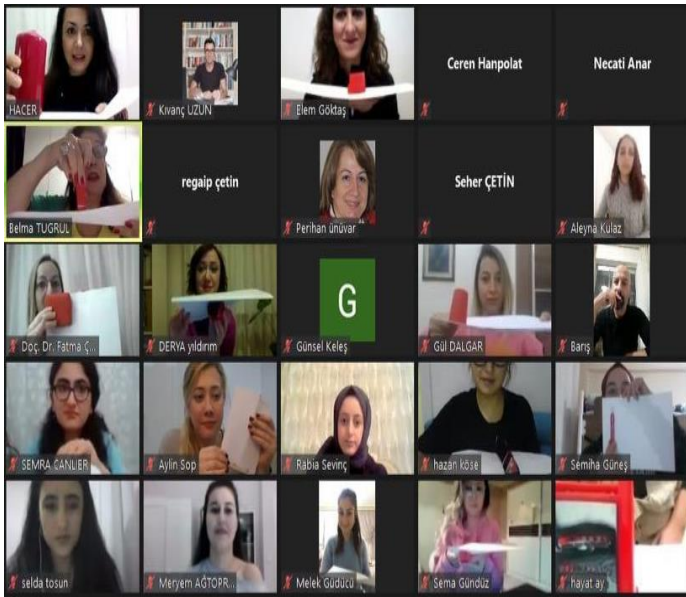 HACER
Kıvanç UZUN
Elem Göktaş
Ceren Hanpolat
Necati Anar
Belma TUGRUL
regaip çetin
Perihan ünüvar
Seher ÇETİN
Aleyna Kulaz
Doç. Dr. Fatma Ç...
DERYA yıldırım
G
Günsel Keleş
Gül DALGAR
Barış
SEMRA CANLIER
Aylin Sop
Rabia Sevinç
hazan köse
Semiha Güneş
selda tosun
Meryem AĞTOPR...
Melek Güdücü
Sema Gündüz
hayat ay